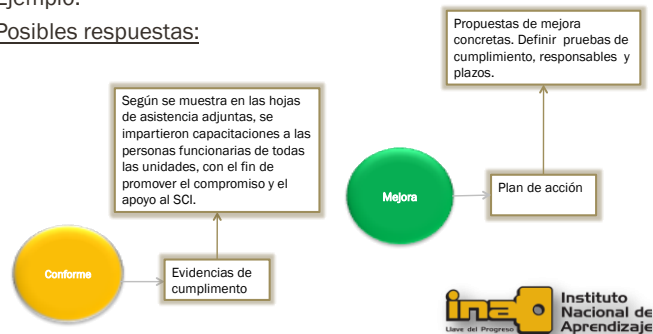 Ejemplo:
Posibles respuestas:
Propuestas de mejora
concretas. Definir pruebas de
cumplimiento, responsables y
plazos.
Según se muestra en las hojas
de asistencia adjuntas, se
impartieron capacitaciones a las
personas funcionarias de todas
las unidades, con el fin de
promover el compromiso y el
apoyo al SCI.
Mejora
Plan de acción
Conforme
Evidencias de
cumplimento
ina
Llave del Progreso
Instituto
Nacional de
Aprendizaje